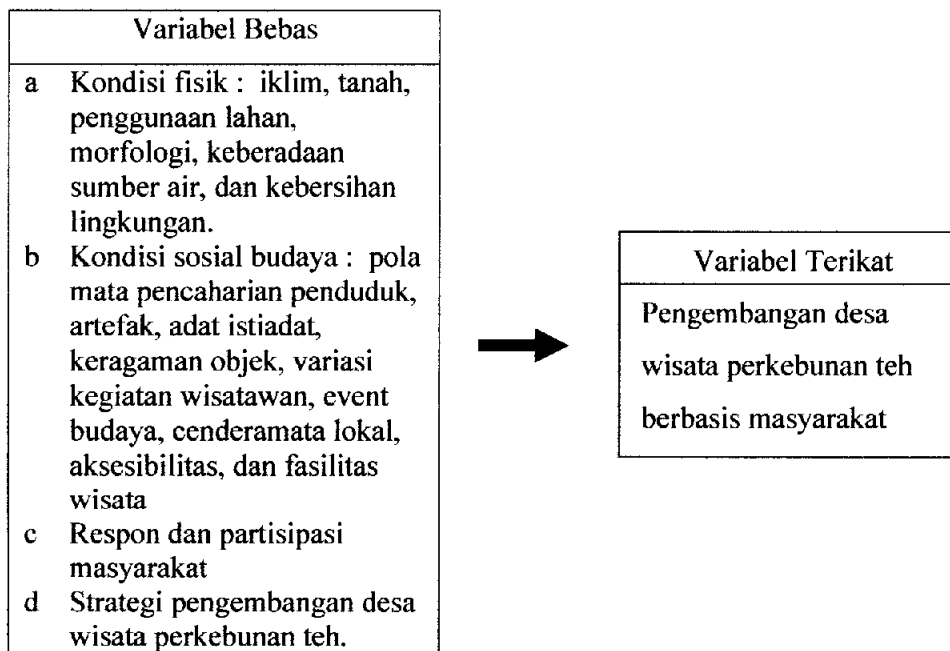 Variabel Bebas
a Kondisi fisik : iklim, tanah,
penggunaan lahan,
morfologi, keberadaan
sumber air, dan kebersihan
lingkungan.
b Kondisi sosial budaya : pola
mata pencaharian penduduk,
artefak, adat istiadat,
keragaman objek, variasi
kegiatan wisatawan, event
budaya, cenderamata lokal,
aksesibilitas, dan fasilitas
wisata
c Respon dan partisipasi
masyarakat
d Strategi pengembangan desa
wisata perkebunan teh.
Variabel Terikat
Pengembangan desa
wisata perkebunan teh
berbasis masyarakat